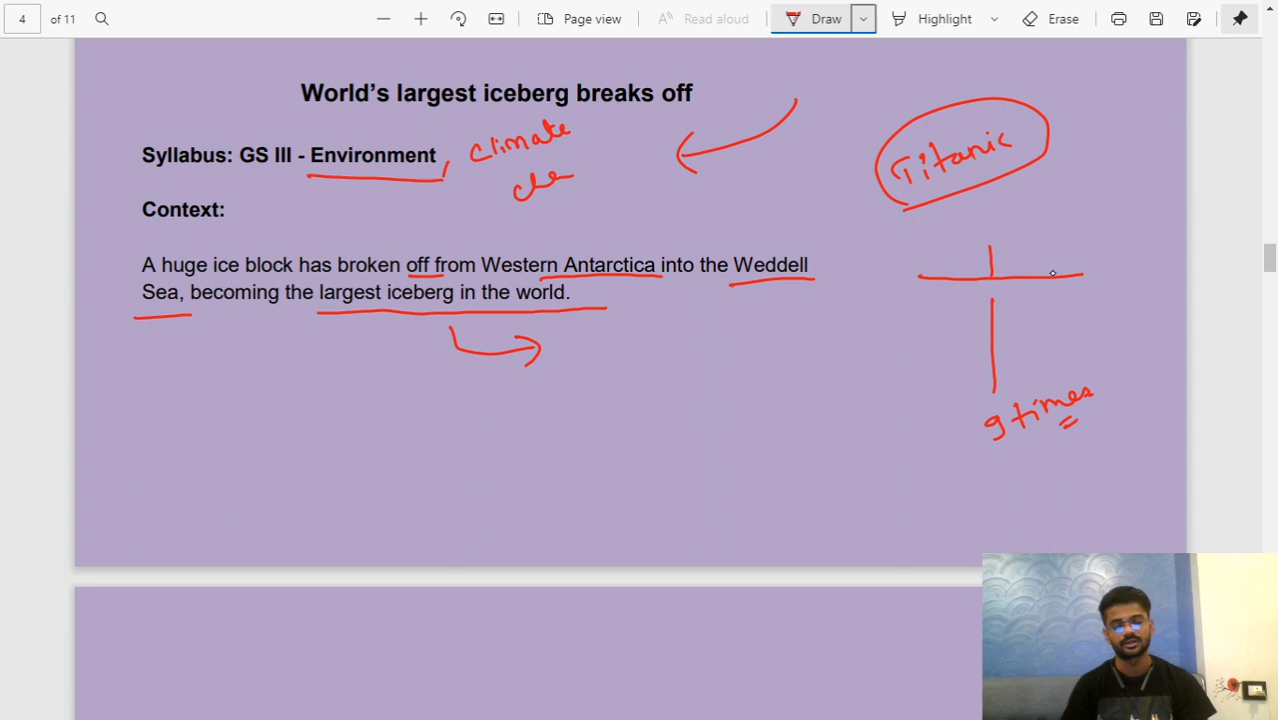 4 of 11 Page view Read aloud Draw Highlight Erase
World's largest iceberg breaks off
Syllabus: GS III - Environment, Climate
che
Context:
A huge ice block has broken off from Western Antarctica into the Weddell
Sea, becoming the largest iceberg in the world.
Titanic
9 times